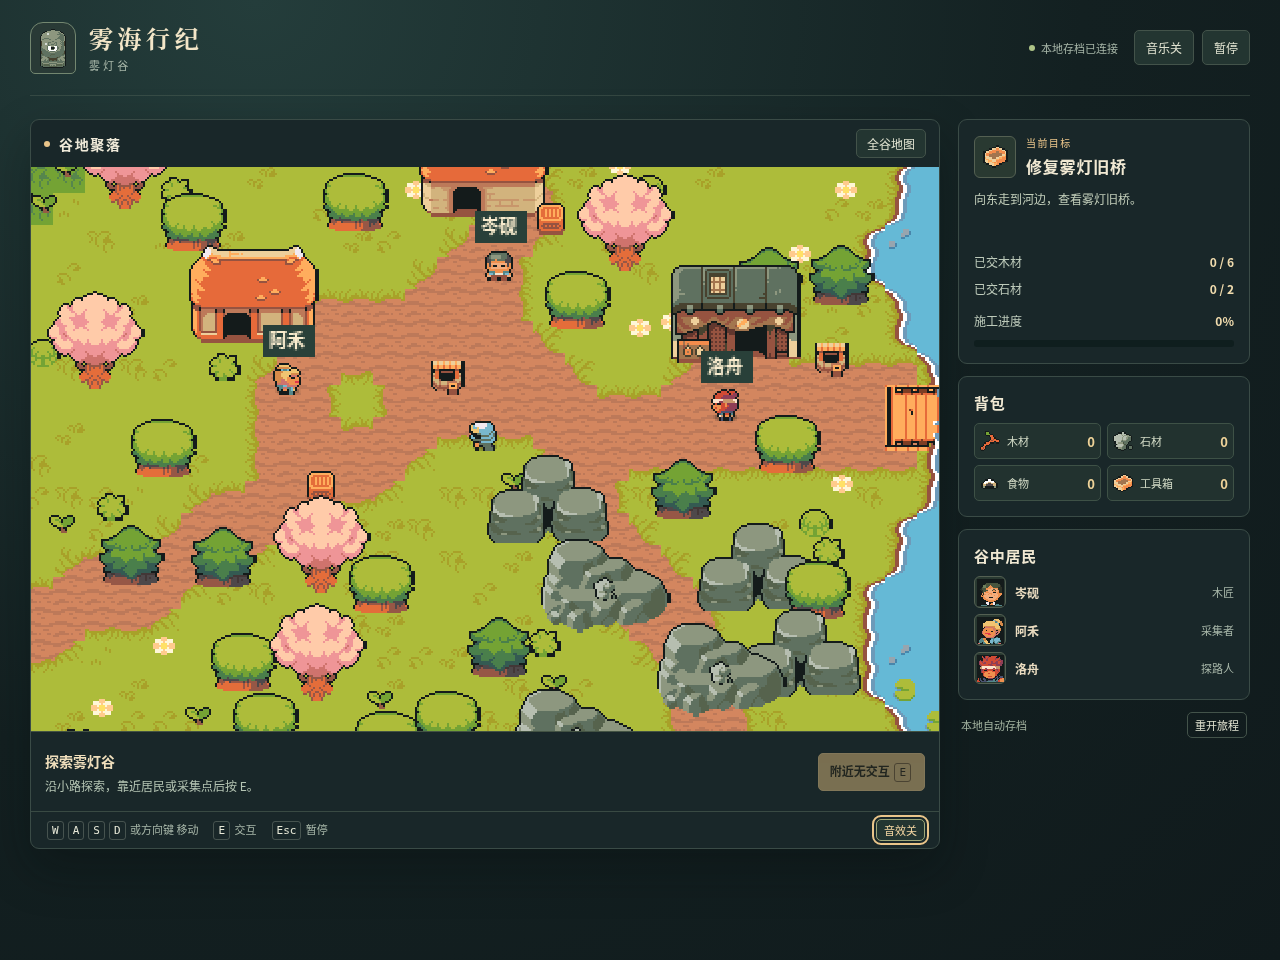 雾海行纪
雾灯谷
本地存档已连接
音乐关
暂停
谷地聚落
全谷地图
岑砚
阿禾
洛舟
探索雾灯谷
沿小路探索，靠近居民或采集点后按 E。
附近无交互 E
W A S D 或方向键 移动 E 交互 Esc 暂停
音效关
当前目标
修复雾灯旧桥
向东走到河边，查看雾灯旧桥。
已交木材 0 / 6
已交石材 0 / 2
施工进度 0%
背包
木材 0
石材 0
食物 0
工具箱 0
谷中居民
岑砚 木匠
阿禾 采集者
洛舟 探路人
本地自动存档
重开旅程